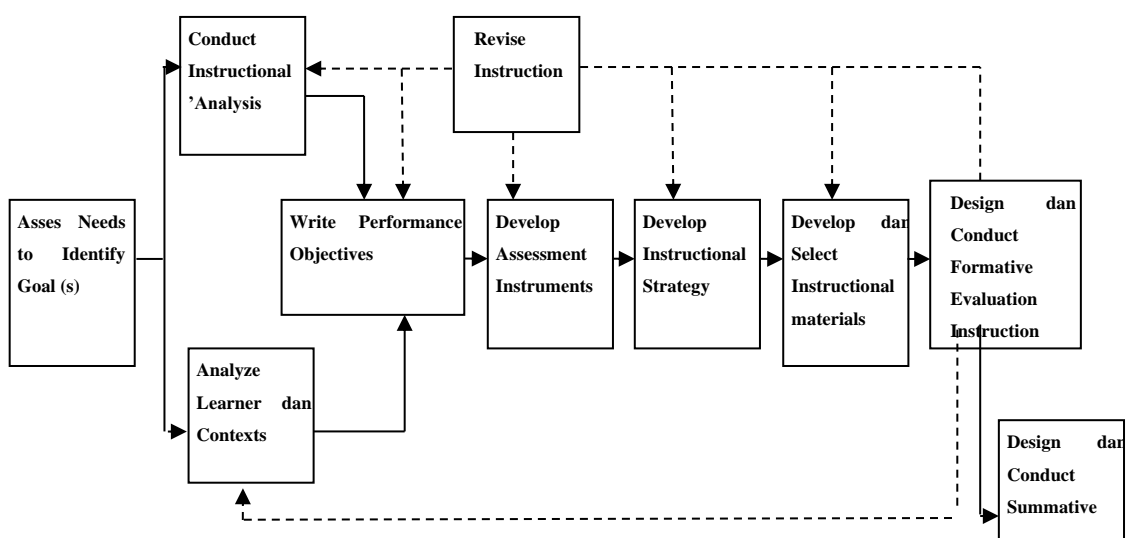 Conduct
Instructional
’Analysis
Revise
Instruction
Asses Needs
to Identify
Goal (s)
Write Performance
Objectives
Develop
Assessment
Instruments
Develop
Instructional
Strategy
Develop dan
Select
Instructional
materials
Design dan
Conduct
Formative
Evaluation
Instruction
Analyze
Learner dan
Contexts
Design dan
Conduct
Summative